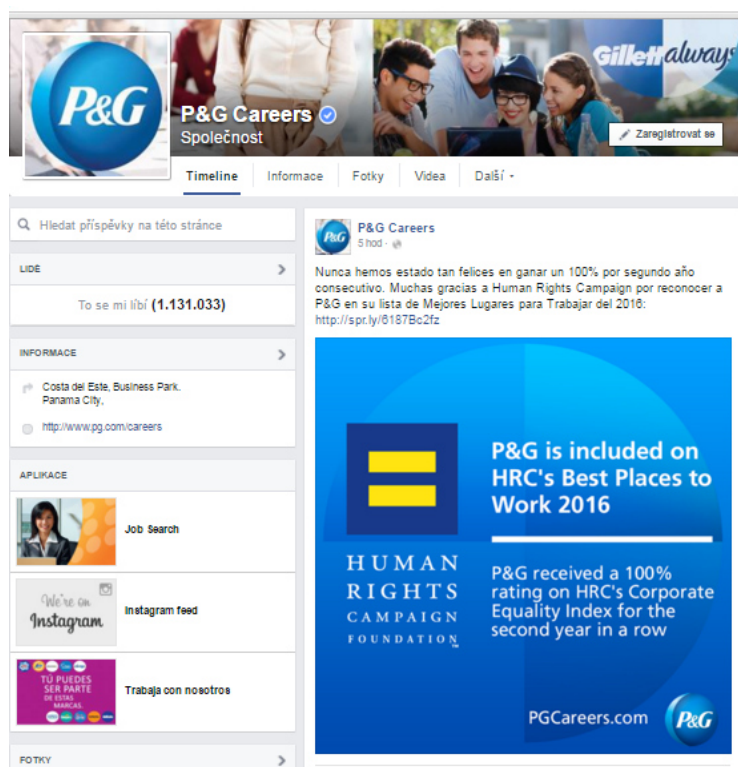 Gillett always
P&G
P&G Careers
Společnost
Zaregistrovat se
Timeline Informace Fotky Videa Další
Hledat příspěvky na této stránce
LIDÉ
To se mi líbí (1.131.033)
INFORMACE
Costa del Este, Business Park.
Panama City,
http://www.pg.com/careers
APLIKACE
Job Search
We're on
Instagram
Instagram feed
TÚ PUEDES
SER PARTE
DE ESTAS
MARCAS.
Trabaja con nosotros
FOTKY
P&G
P&G Careers
5 hod ·
Nunca hemos estado tan felices en ganar un 100% por segundo año
consecutivo. Muchas gracias a Human Rights Campaign por reconocer a
P&G en su lista de Mejores Lugares para Trabajar del 2016:
http://spr.ly/6187Bc2fz
HUMAN
RIGHTS
CAMPAIGN
FOUNDATION™
P&G is included on
HRC's Best Places to
Work 2016
P&G received a 100%
rating on HRC's Corporate
Equality Index for the
second year in a row
PGCareers.com
P&G